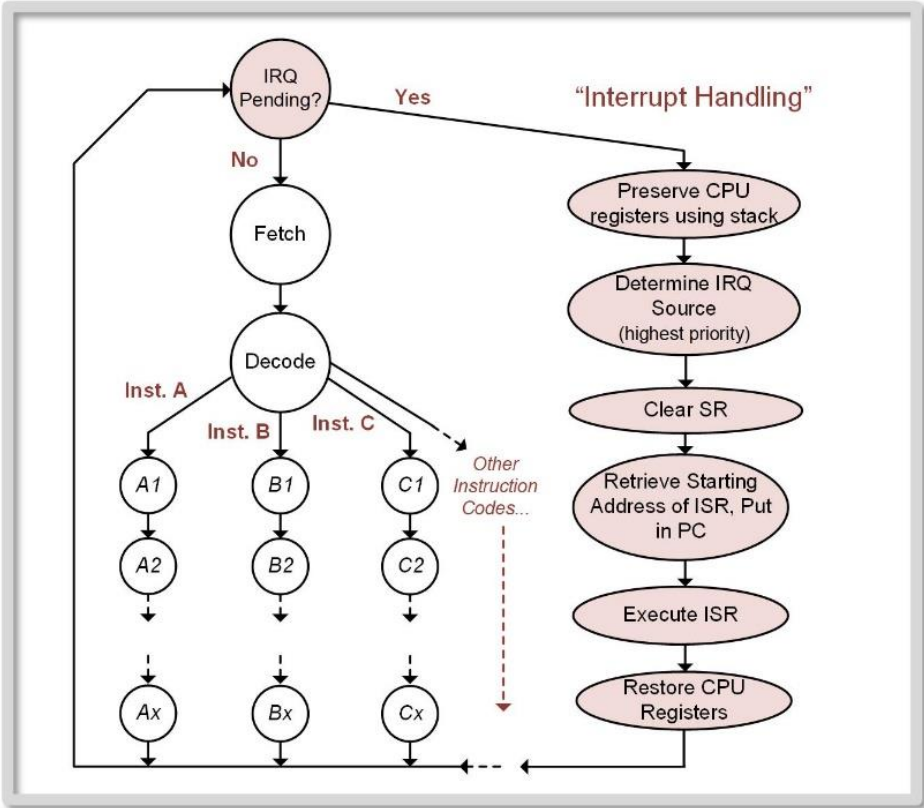 IRQ
Pending?
Yes
“Interrupt Handling”
No
Preserve CPU
registers using stack
Fetch
Determine IRQ
Source
(highest priority)
Decode
Inst. A
Inst. B
Inst. C
Clear SR
Other
Instruction
Codes...
A1
B1
C1
Retrieve Starting
Address of ISR, Put
in PC
A2
B2
C2
Execute ISR
Ax
Bx
Cx
Restore CPU
Registers